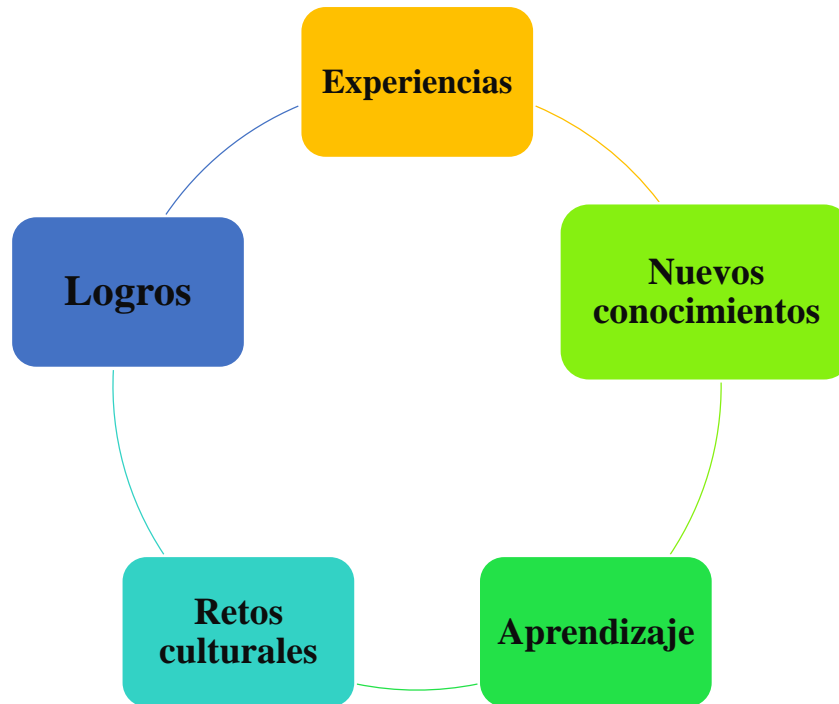 Experiencias
Nuevos
conocimientos
Aprendizaje
Retos
culturales
Logros